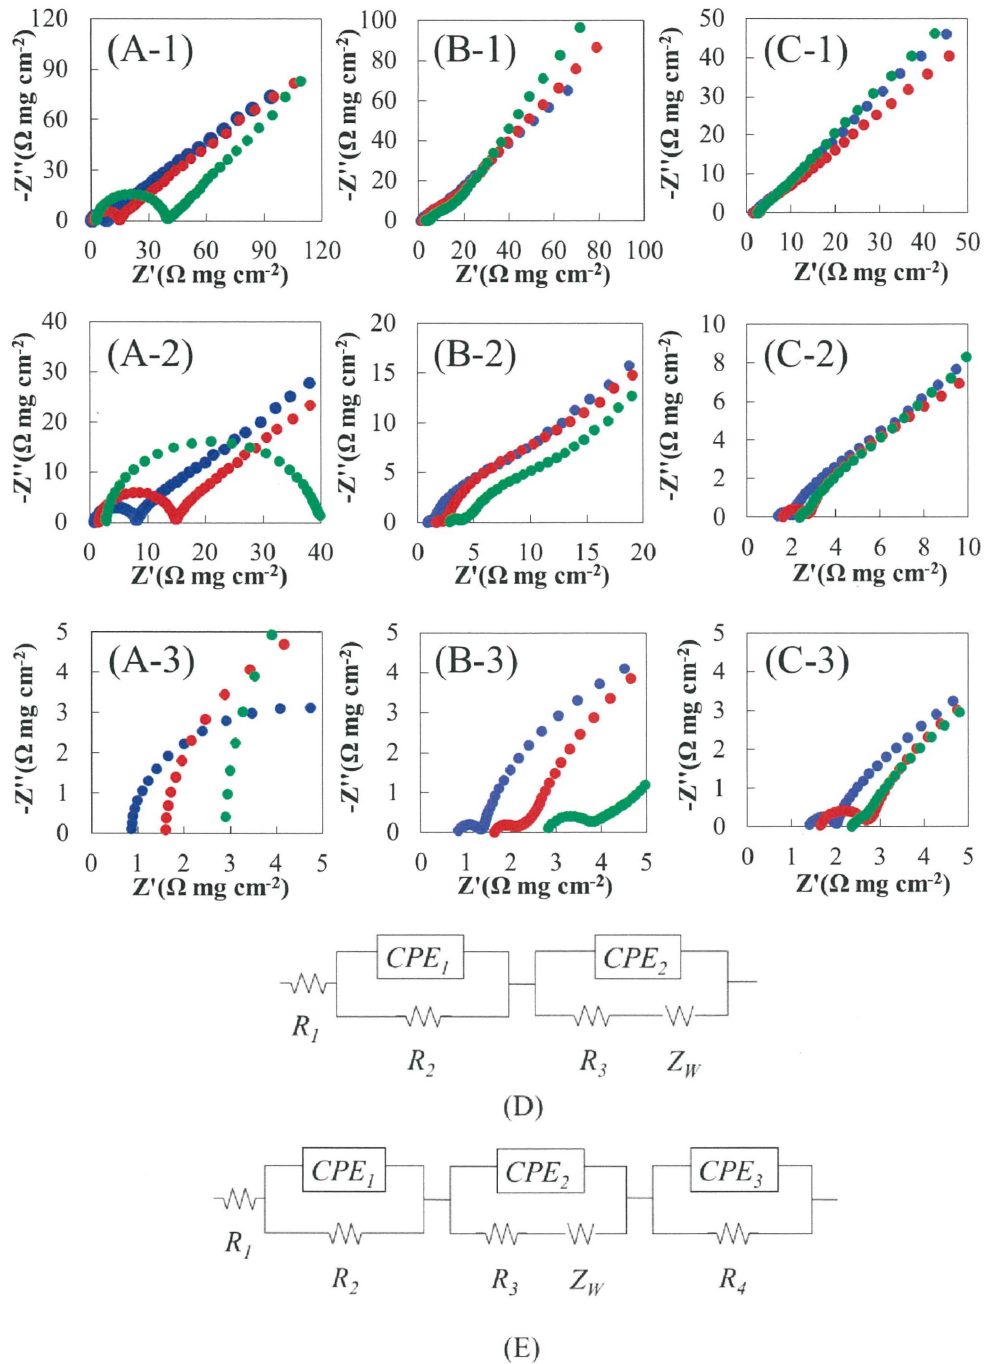 (A-1)
-Z''(Ω mg cm⁻²)
120
90
60
30
0
0 30 60 90 120
Z'(Ω mg cm⁻²)
(B-1)
-Z''(Ω mg cm⁻²)
100
80
60
40
20
0
0 20 40 60 80 100
Z'(Ω mg cm⁻²)
(C-1)
-Z''(Ω mg cm⁻²)
50
40
30
20
10
0
0 10 20 30 40 50
Z'(Ω mg cm⁻²)
(A-2)
-Z''(Ω mg cm⁻²)
40
30
20
10
0
0 10 20 30 40
Z'(Ω mg cm⁻²)
(B-2)
-Z''(Ω mg cm⁻²)
20
15
10
5
0
0 5 10 15 20
Z'(Ω mg cm⁻²)
(C-2)
-Z''(Ω mg cm⁻²)
10
8
6
4
2
0
0 2 4 6 8 10
Z'(Ω mg cm⁻²)
(A-3)
-Z''(Ω mg cm⁻²)
5
4
3
2
1
0
0 1 2 3 4 5
Z'(Ω mg cm⁻²)
(B-3)
-Z''(Ω mg cm⁻²)
5
4
3
2
1
0
0 1 2 3 4 5
Z'(Ω mg cm⁻²)
(C-3)
-Z''(Ω mg cm⁻²)
5
4
3
2
1
0
0 1 2 3 4 5
Z'(Ω mg cm⁻²)
CPE₁ CPE₂
R₁ R₂ R₃ Z_W
(D)
CPE₁ CPE₂ CPE₃
R₁ R₂ R₃ Z_W R₄
(E)